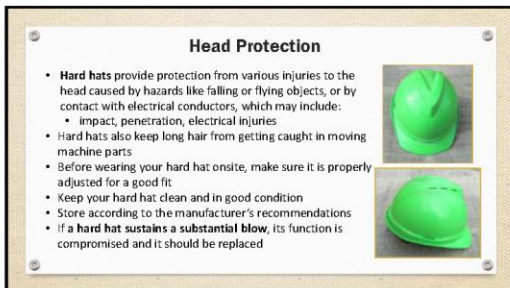 Head Protection
• Hard hats provide protection from various injuries to the
head caused by hazards like falling or flying objects, or by
contact with electrical conductors, which may include:
• impact, penetration, electrical injuries
• Hard hats also keep long hair from getting caught in moving
machine parts
• Before wearing your hard hat onsite, make sure it is properly
adjusted for a good fit
• Keep your hard hat clean and in good condition
• Store according to the manufacturer's recommendations
• If a hard hat sustains a substantial blow, its function is
compromised and it should be replaced